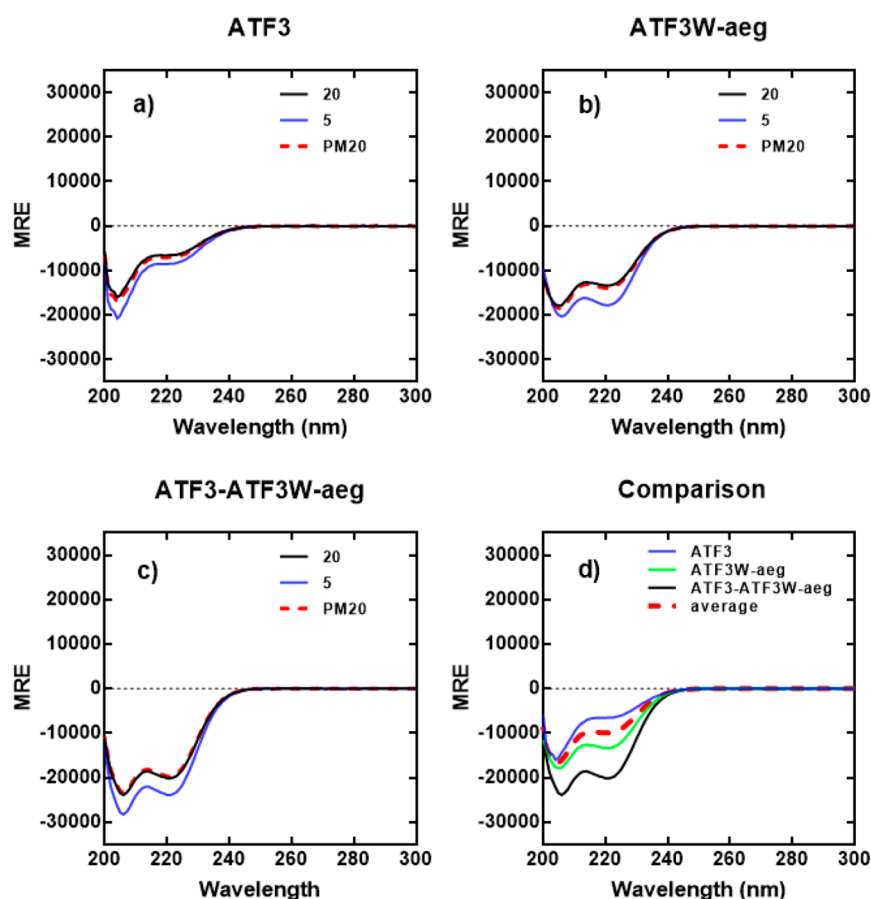 ATF3
a)
20
5
PM20
30000
20000
10000
0
-10000
-20000
-30000
MRE
200 220 240 260 280 300
Wavelength (nm)
ATF3W-aeg
b)
20
5
PM20
30000
20000
10000
0
-10000
-20000
-30000
MRE
200 220 240 260 280 300
Wavelength (nm)
ATF3-ATF3W-aeg
c)
20
5
PM20
30000
20000
10000
0
-10000
-20000
-30000
MRE
200 220 240 260 280 300
Wavelength
Comparison
d)
ATF3
ATF3W-aeg
ATF3-ATF3W-aeg
average
30000
20000
10000
0
-10000
-20000
-30000
MRE
200 220 240 260 280 300
Wavelength (nm)